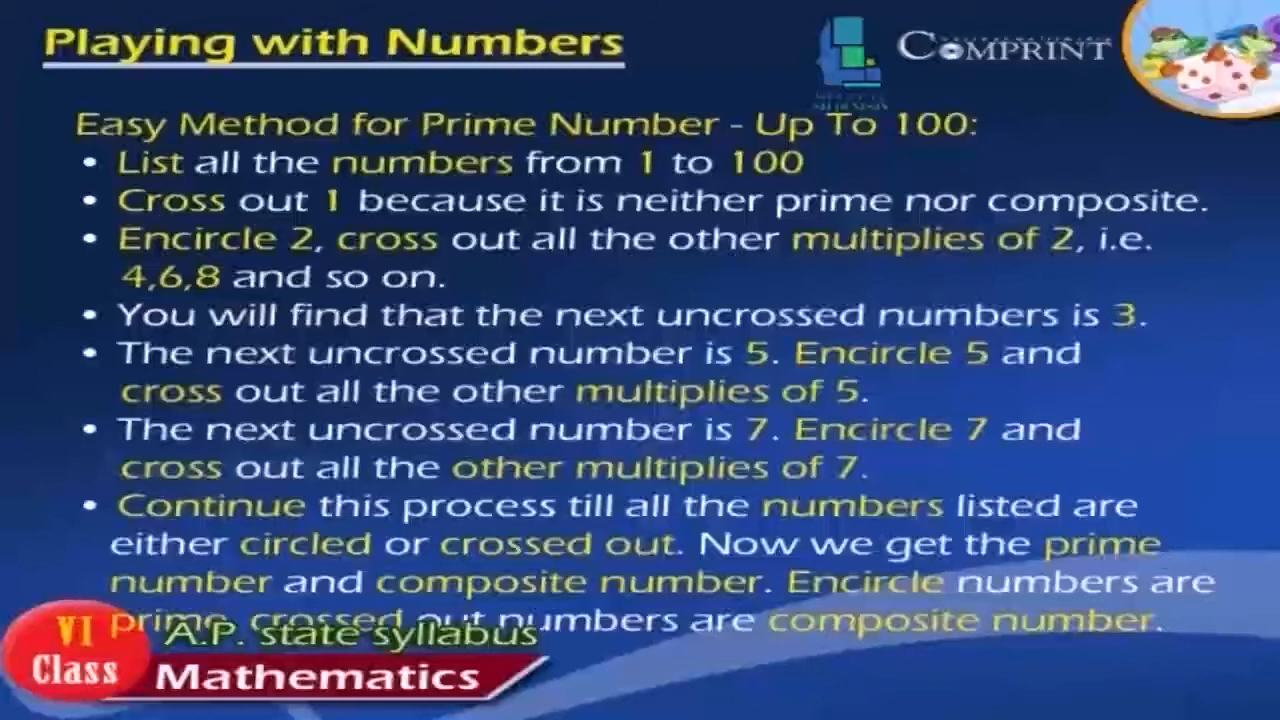 Playing with Numbers
COMPRINT
Easy Method for Prime Number - Up To 100:
• List all the numbers from 1 to 100
• Cross out 1 because it is neither prime nor composite.
• Encircle 2, cross out all the other multiplies of 2, i.e.
4,6,8 and so on.
• You will find that the next uncrossed numbers is 3.
• The next uncrossed number is 5. Encircle 5 and
cross out all the other multiplies of 5.
• The next uncrossed number is 7. Encircle 7 and
cross out all the other multiplies of 7.
• Continue this process till all the numbers listed are
either circled or crossed out. Now we get the prime
number and composite number. Encircle numbers are
prime, crossed out numbers are composite number.
VI
Class
A.P. state syllabus
Mathematics